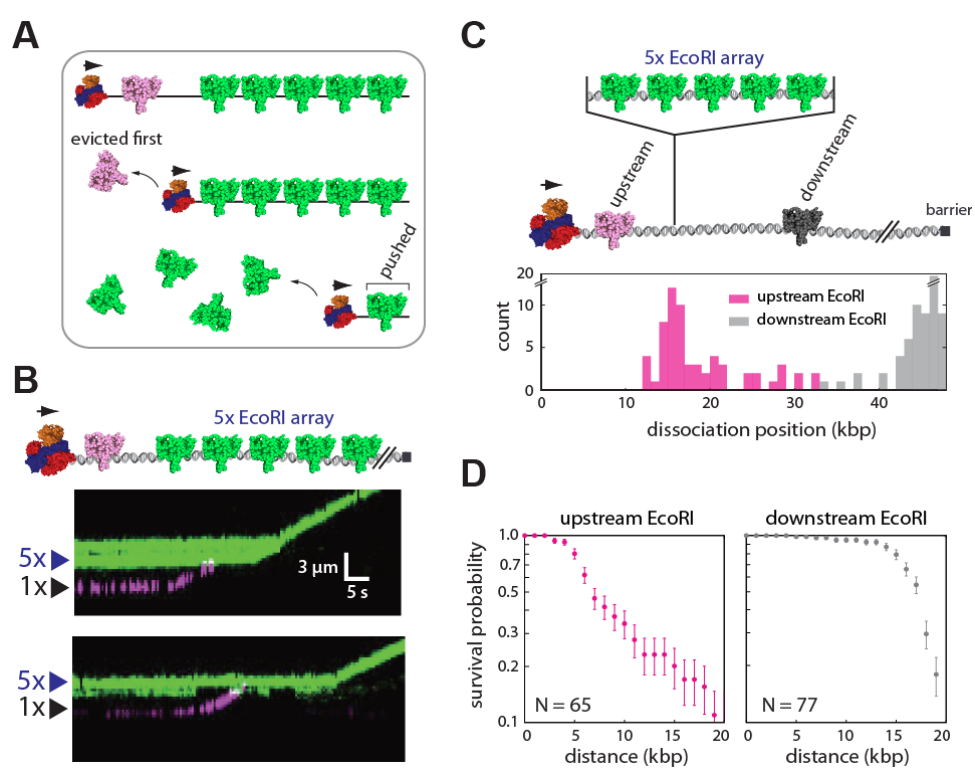 A
evicted first
pushed
B
5x EcoRI array
5x
1x
3 μm
5 s
5x
1x
C
5x EcoRI array
upstream
downstream
barrier
count
20
10
5
0
upstream EcoRI
downstream EcoRI
0 10 20 30 40
dissociation position (kbp)
D
upstream EcoRI
downstream EcoRI
survival probability
1.0
0.7
0.5
0.3
0.2
0.1
N = 65
N = 77
0 5 10 15 20
0 5 10 15 20
distance (kbp)
distance (kbp)